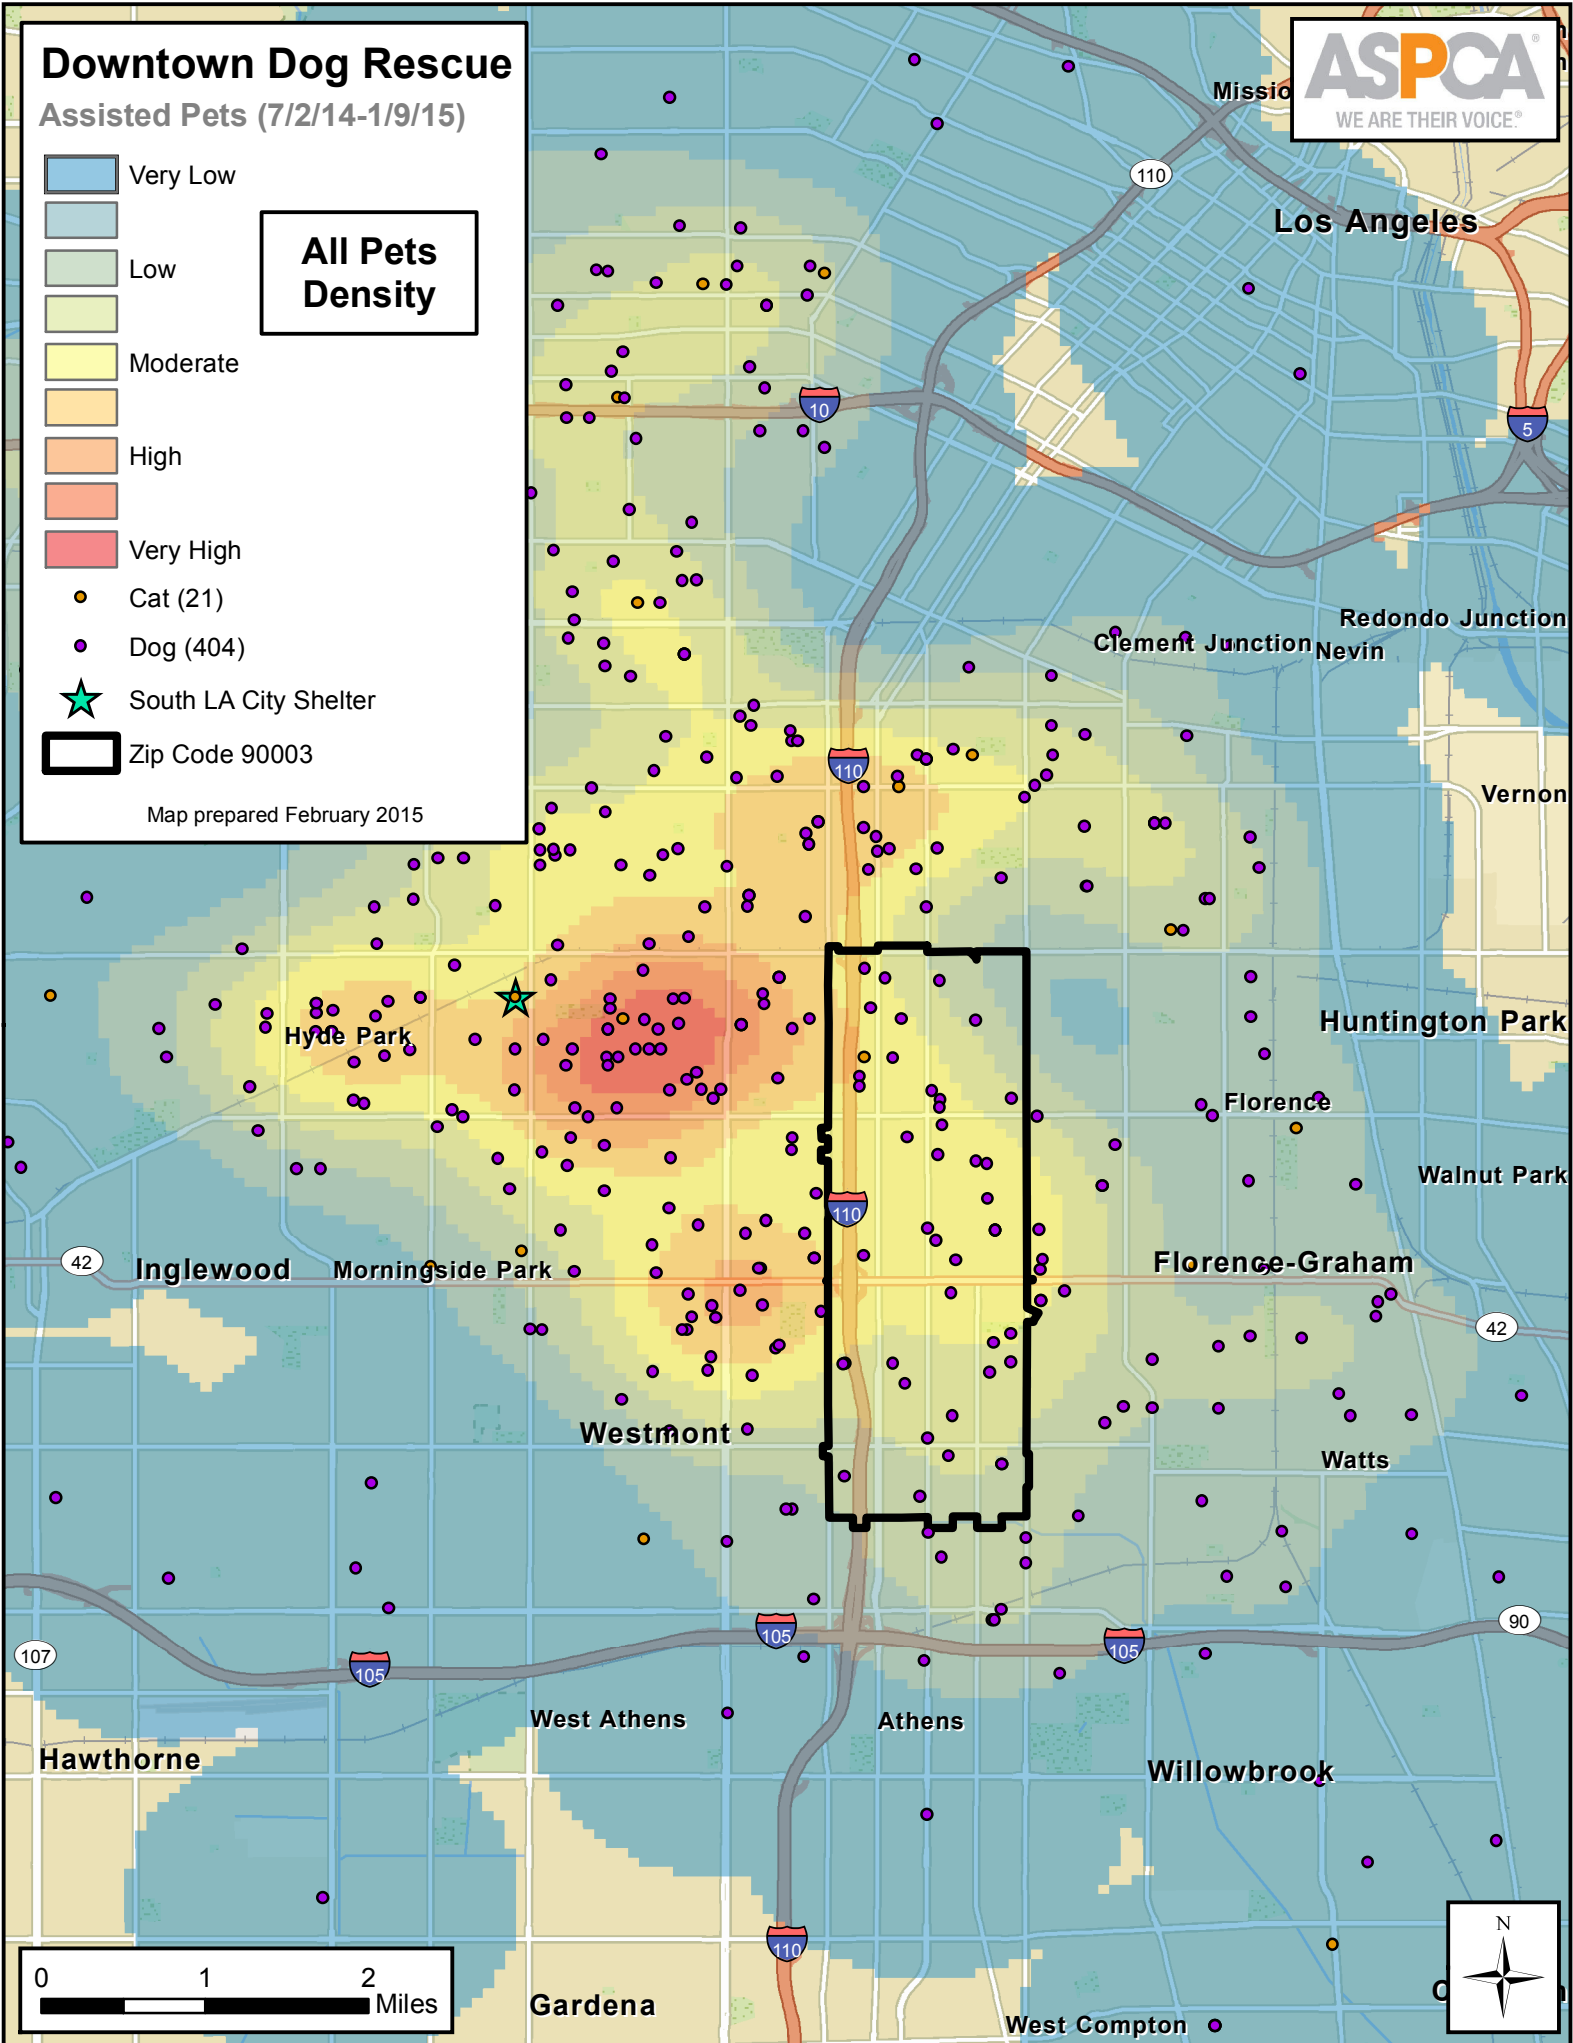 Downtown Dog Rescue
Assisted Pets (7/2/14-1/9/15)
Very Low
Low
Moderate
High
Very High
Cat (21)
Dog (404)
South LA City Shelter
Zip Code 90003
Map prepared February 2015
All Pets
Density
ASPCA®
WE ARE THEIR VOICE.®
Missio
110
Los Angeles
10
5
Redondo Junction
Clement Junction
Nevin
110
Vernon
Hyde Park
Huntington Park
Florence
Walnut Park
110
42
Inglewood
Morningside Park
Florence-Graham
42
Westmont
Watts
105
105
105
90
107
West Athens
Athens
Hawthorne
Willowbrook
110
N
0 1 2
Miles
Gardena
West Compton